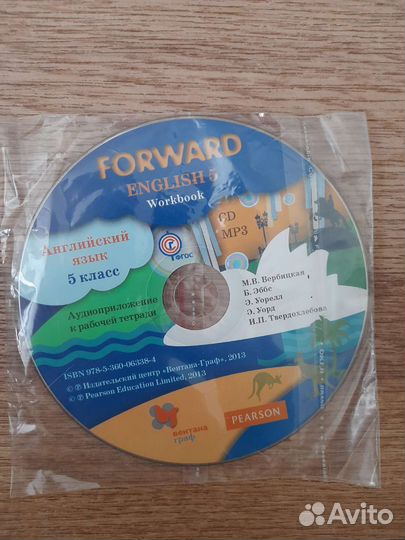 FORWARD
ENGLISH 5
Workbook
CD
MP3
Английский
язык
5 класс
ФГОС
Аудиоприложение
к рабочей тетради
М.В. Вербицкая
Б. Эббс
Э. Уорелл
Э. Уорд
И.П. Твердохлебова
ISBN 978-5-360-06338-4
© ℗ Издательский центр «Вентана-Граф», 2013
© ℗ Pearson Education Limited, 2013
вентана
граф
PEARSON
Avito